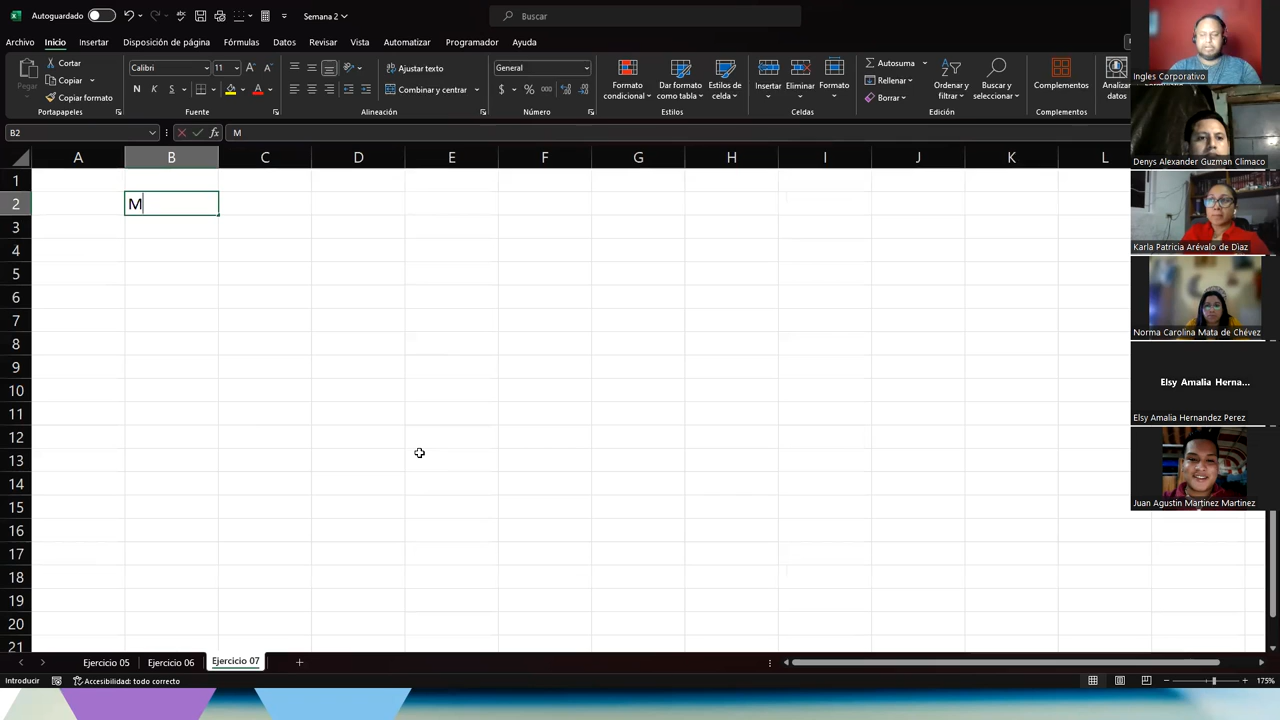 Autoguardado
Semana 2
Buscar
Archivo Inicio Insertar Disposición de página Fórmulas Datos Revisar Vista Automatizar Programador Ayuda
Pegar
Cortar
Copiar
Copiar formato
Portapapeles
Calibri 11
N K S
Fuente
Ajustar texto
Combinar y centrar
Alineación
General
$ % 000
Número
Formato condicional
Dar formato como tabla
Estilos de celda
Estilos
Insertar Eliminar Formato
Celdas
Autosuma
Rellenar
Borrar
Ordenar y filtrar
Buscar y seleccionar
Edición
Complementos
Complementos
Analizar
B2 fx M
A B C D E F G H I J K L
1
2 M
3
4
5
6
7
8
9
10
11
12
13
14
15
16
17
18
19
20
21
Ingles Corporativo
Denys Alexander Guzman Climaco
Karla Patricia Arévalo de Diaz
Norma Carolina Mata de Chévez
Elsy Amalia Herna...
Elsy Amalia Hernandez Perez
Juan Agustin Martinez Martinez
Ejercicio 05 Ejercicio 06 Ejercicio 07
Introducir Accesibilidad: todo correcto 175%